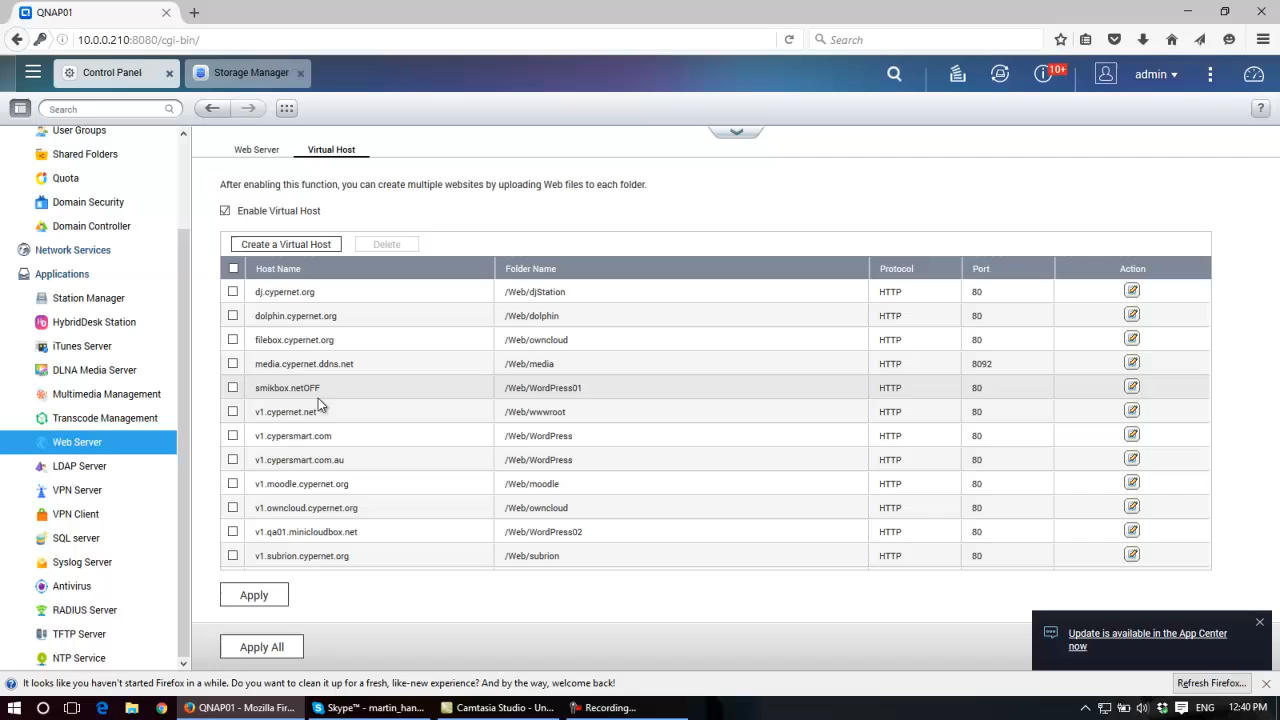 QNAP01
10.0.0.210:8080/cgi-bin/
Search
Control Panel
Storage Manager
10+
admin
Search
?
User Groups
Shared Folders
Quota
Domain Security
Domain Controller
Network Services
Applications
Station Manager
HybridDesk Station
iTunes Server
DLNA Media Server
Multimedia Management
Transcode Management
Web Server
LDAP Server
VPN Server
VPN Client
SQL server
Syslog Server
Antivirus
RADIUS Server
TFTP Server
NTP Service
Web Server Virtual Host
After enabling this function, you can create multiple websites by uploading Web files to each folder.
Enable Virtual Host
Create a Virtual Host Delete
Host Name Folder Name Protocol Port Action
dj.cypernet.org /Web/djStation HTTP 80
dolphin.cypernet.org /Web/dolphin HTTP 80
filebox.cypernet.org /Web/owncloud HTTP 80
media.cypernet.ddns.net /Web/media HTTP 8092
smikbox.netOFF /Web/WordPress01 HTTP 80
v1.cypernet.net /Web/wwwroot HTTP 80
v1.cypersmart.com /Web/WordPress HTTP 80
v1.cypersmart.com.au /Web/WordPress HTTP 80
v1.moodle.cypernet.org /Web/moodle HTTP 80
v1.owncloud.cypernet.org /Web/owncloud HTTP 80
v1.qa01.minicloudbox.net /Web/WordPress02 HTTP 80
v1.subrion.cypernet.org /Web/subrion HTTP 80
Apply
Apply All
Update is available in the App Center
now
It looks like you haven't started Firefox in a while. Do you want to clean it up for a fresh, like-new experience? And by the way, welcome back!
Refresh Firefox...
QNAP01 - Mozilla Fir...
Skype™ - martin_han...
Camtasia Studio - Un...
Recording...
ENG
12:40 PM